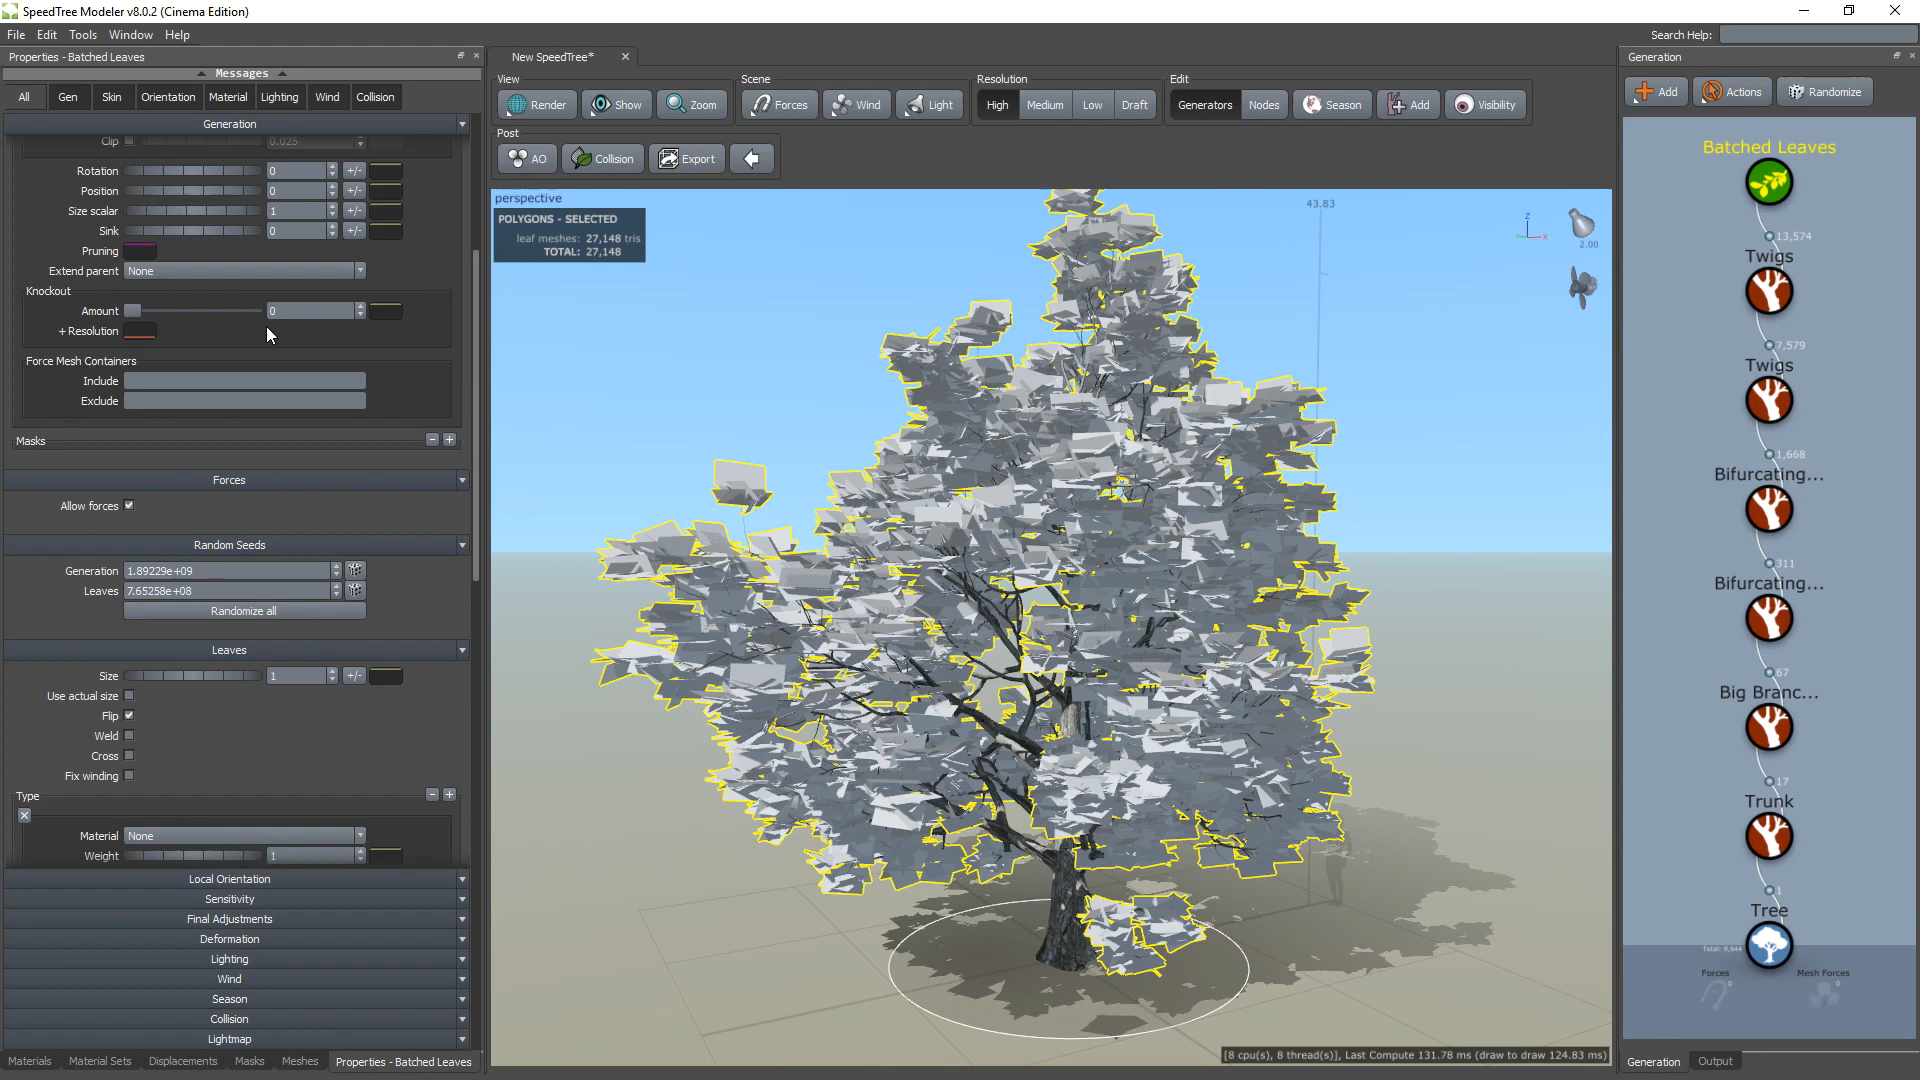 SpeedTree Modeler v8.0.2 (Cinema Edition)
File Edit Tools Window Help
Search Help:
Properties - Batched Leaves
Messages
All Gen Skin Orientation Material Lighting Wind Collision
Generation
Clip 0.025
Rotation 0 +/-
Position 0 +/-
Size scalar 1 +/-
Sink 0 +/-
Pruning
Extend parent None
Knockout
Amount 0
+ Resolution
Force Mesh Containers
Include
Exclude
Masks
Forces
Allow forces
Random Seeds
Generation 1.89229e+09
Leaves 7.65258e+08
Randomize all
Leaves
Size 1 +/-
Use actual size
Flip
Weld
Cross
Fix winding
Type
Material None
Weight 1
Local Orientation
Sensitivity
Final Adjustments
Deformation
Lighting
Wind
Season
Collision
Lightmap
Materials Material Sets Displacements Masks Meshes Properties - Batched Leaves
New SpeedTree*
View
Render Show Zoom
Scene
Forces Wind Light
Resolution
High Medium Low Draft
Edit
Generators Nodes Season Add Visibility
Post
AO Collision Export
perspective
POLYGONS - SELECTED
leaf meshes: 27,148 tris
TOTAL: 27,148
43.83
Z
Y X
2.00
[8 cpu(s), 8 thread(s)], Last Compute 131.78 ms (draw to draw 124.83 ms)
Generation
Add Actions Randomize
Batched Leaves
13,574
Twigs
7,579
Twigs
1,668
Bifurcating...
311
Bifurcating...
67
Big Branc...
17
Trunk
1
Tree
Total: 9,644
Forces 0
Mesh Forces 0
Generation Output